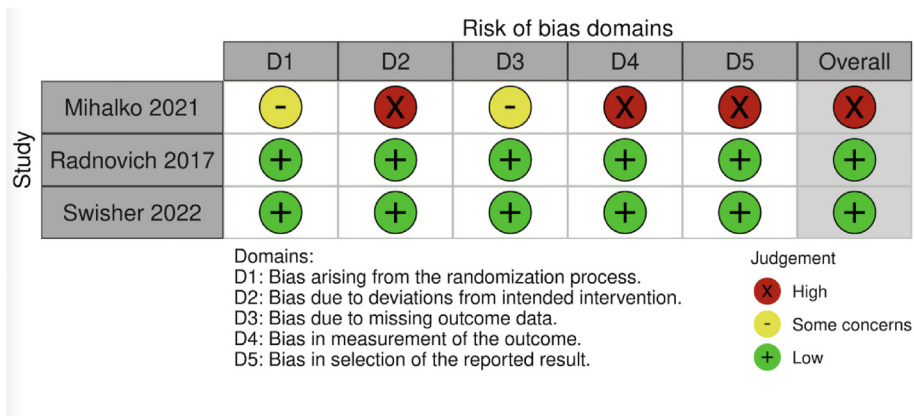 Risk of bias domains
D1 D2 D3 D4 D5 Overall
Study
Mihalko 2021 - X - X X X
Radnovich 2017 + + + + + +
Swisher 2022 + + + + + +
Domains:
D1: Bias arising from the randomization process.
D2: Bias due to deviations from intended intervention.
D3: Bias due to missing outcome data.
D4: Bias in measurement of the outcome.
D5: Bias in selection of the reported result.
Judgement
X High
- Some concerns
+ Low